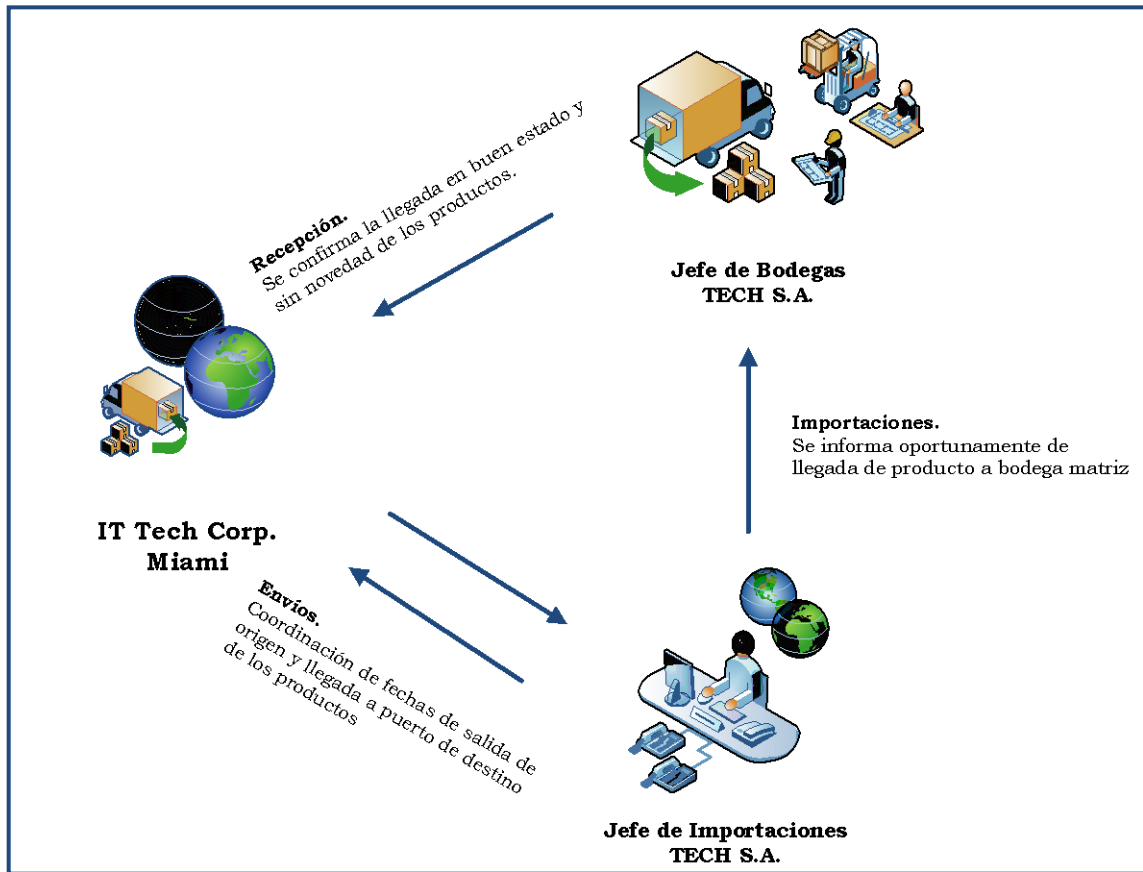 Recepción.
Se confirma la llegada en buen estado y
sin novedad de los productos.
Jefe de Bodegas
TECH S.A.
Importaciones.
Se informa oportunamente de
llegada de producto a bodega matriz
IT Tech Corp.
Miami
Envíos.
Coordinación de fechas de salida de
origen y llegada a puerto de destino
de los productos
Jefe de Importaciones
TECH S.A.